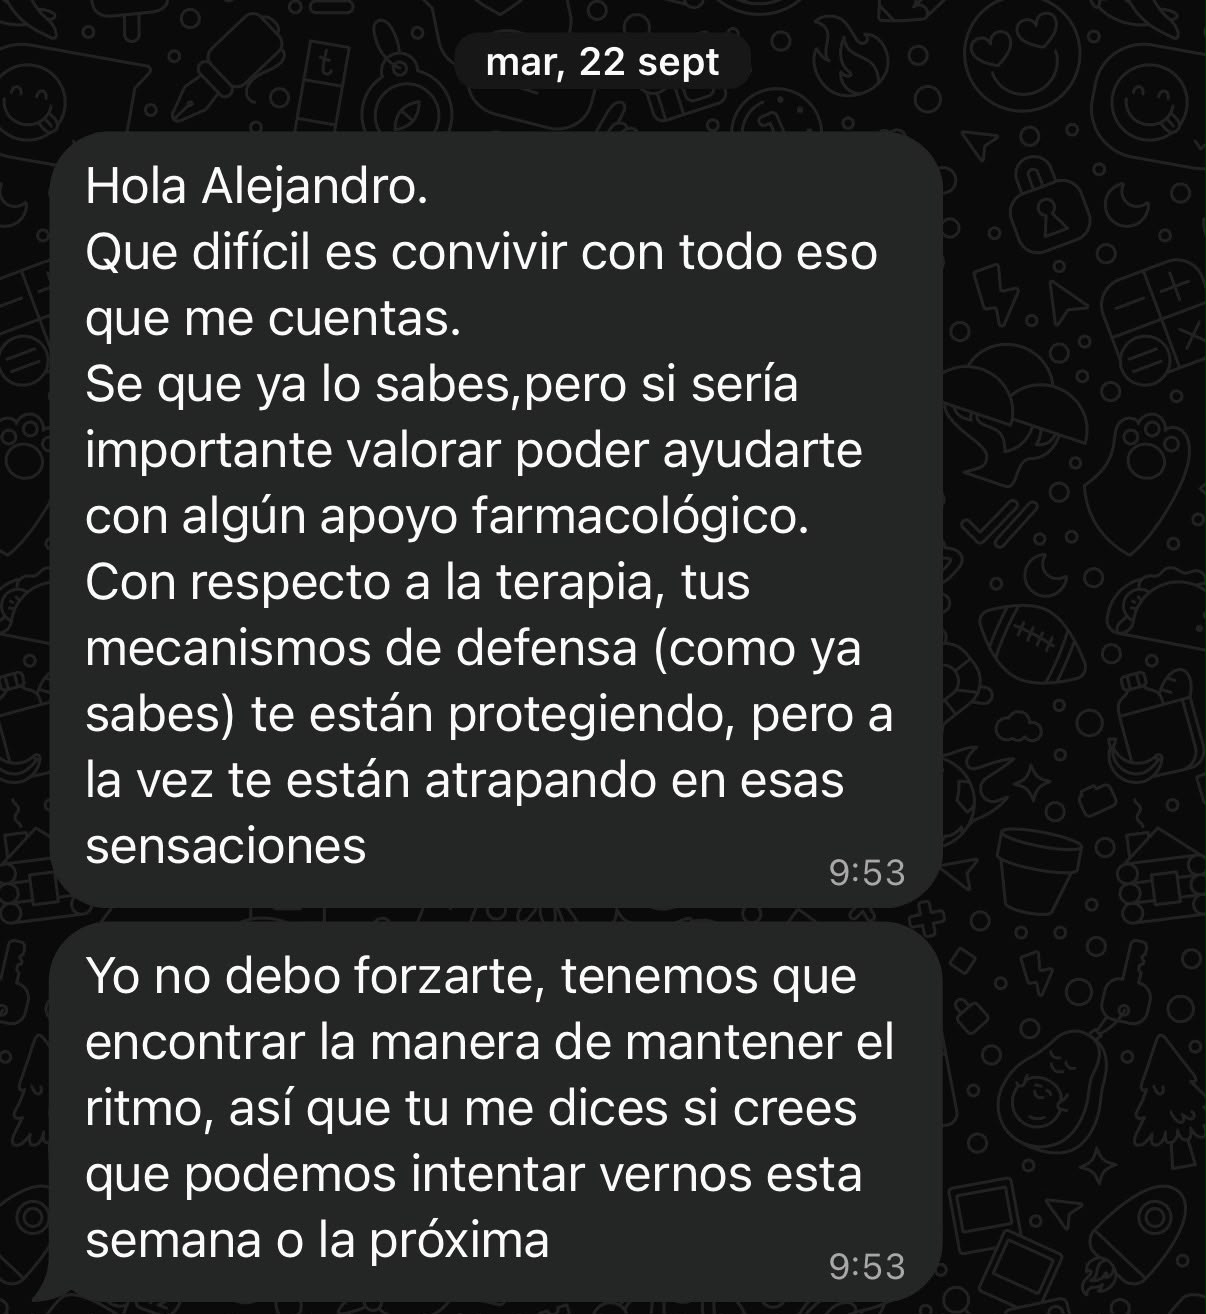 mar, 22 sept
Hola Alejandro.
Que difícil es convivir con todo eso
que me cuentas.
Se que ya lo sabes,pero si sería
importante valorar poder ayudarte
con algún apoyo farmacológico.
Con respecto a la terapia, tus
mecanismos de defensa (como ya
sabes) te están protegiendo, pero a
la vez te están atrapando en esas
sensaciones
9:53
Yo no debo forzarte, tenemos que
encontrar la manera de mantener el
ritmo, así que tu me dices si crees
que podemos intentar vernos esta
semana o la próxima
9:53